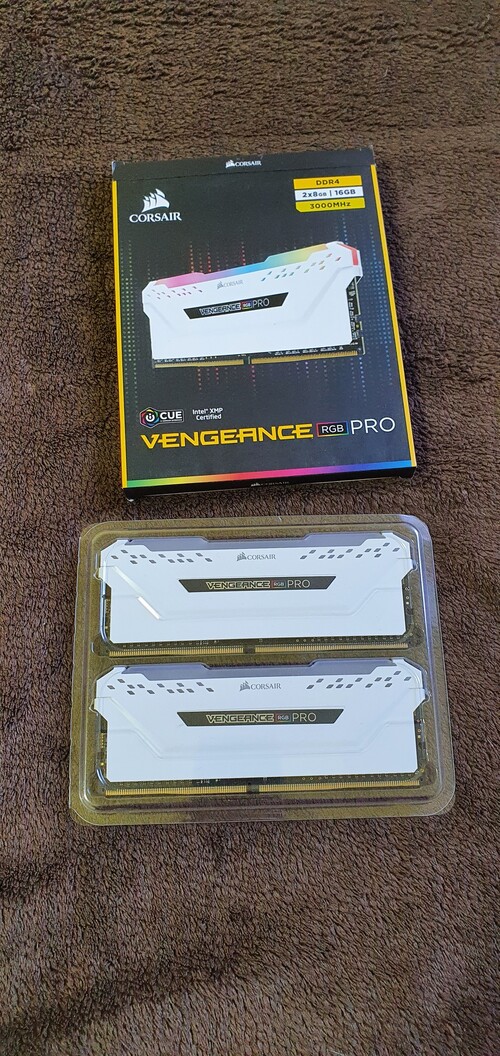 CORSAIR
CORSAIR
DDR4
2x8GB | 16GB
3000MHz
CORSAIR
VENGEANCE RGB PRO
CUE
Intel® XMP
Certified
VENGEANCE RGB PRO
CORSAIR
VENGEANCE RGB PRO
CORSAIR
VENGEANCE RGB PRO